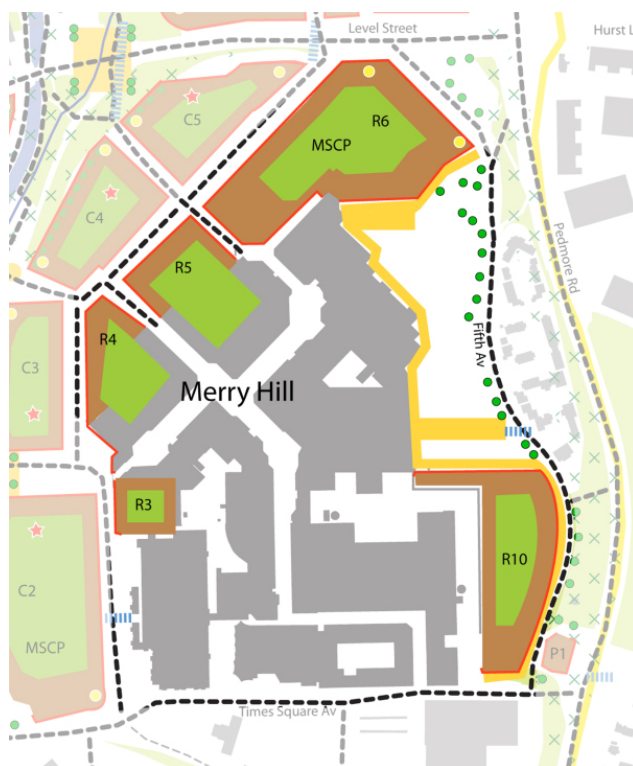 Level Street
Hurst L
C5
R6
MSCP
C4
Pedmore Rd
R5
Fifth Av
R4
C3
Merry Hill
R3
R10
C2
MSCP
P1
Times Square Av